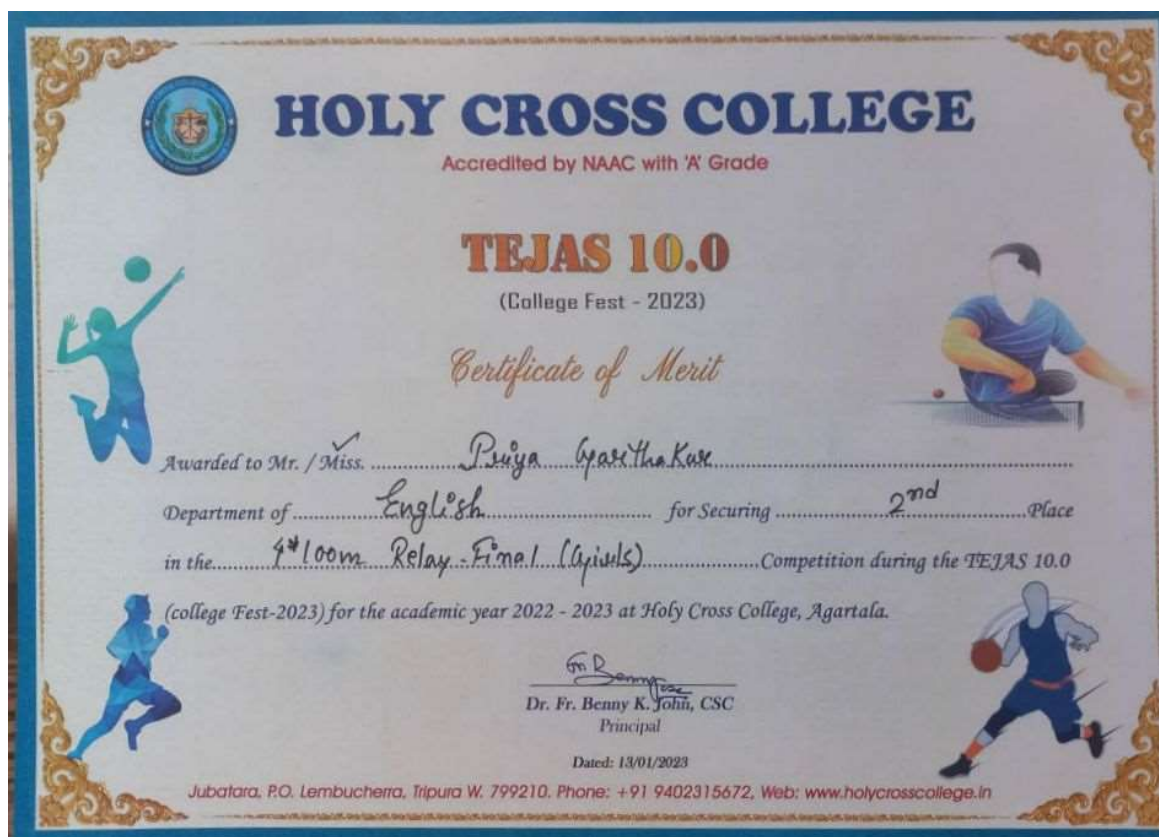 HOLY CROSS COLLEGE
Accredited by NAAC with 'A' Grade
TEJAS 10.0
(College Fest - 2023)
Certificate of Merit
Awarded to Mr. / Miss. Priya
Department of English for Securing 2nd Place
in the 4*100m Relay - Final (Girls) Competition during the TEJAS 10.0
(college Fest-2023) for the academic year 2022 - 2023 at Holy Cross College, Agartala.
Dr. Fr. Benny K. John, CSC
Principal
Dated: 13/01/2023
Jubatara, P.O. Lembucherra, Tripura W. 799210. Phone: +91 9402315672, Web: www.holycrosscollege.in